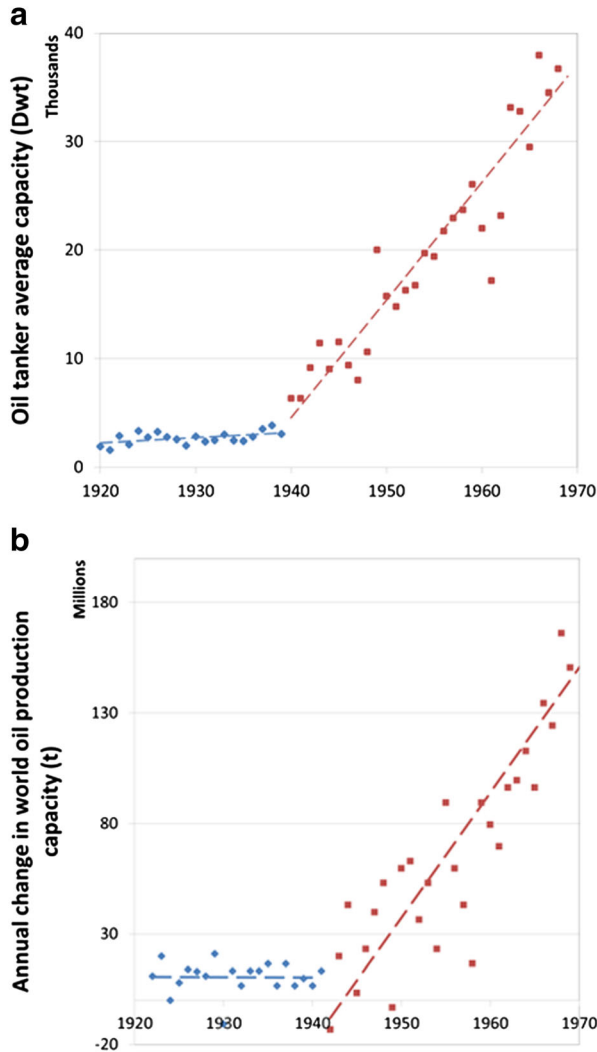 a
Oil tanker average capacity (Dwt)
Thousands
40
30
20
10
0
1920 1930 1940 1950 1960 1970
b
Annual change in world oil production
capacity (t)
Millions
180
130
80
30
-20
1920 1930 1940 1950 1960 1970